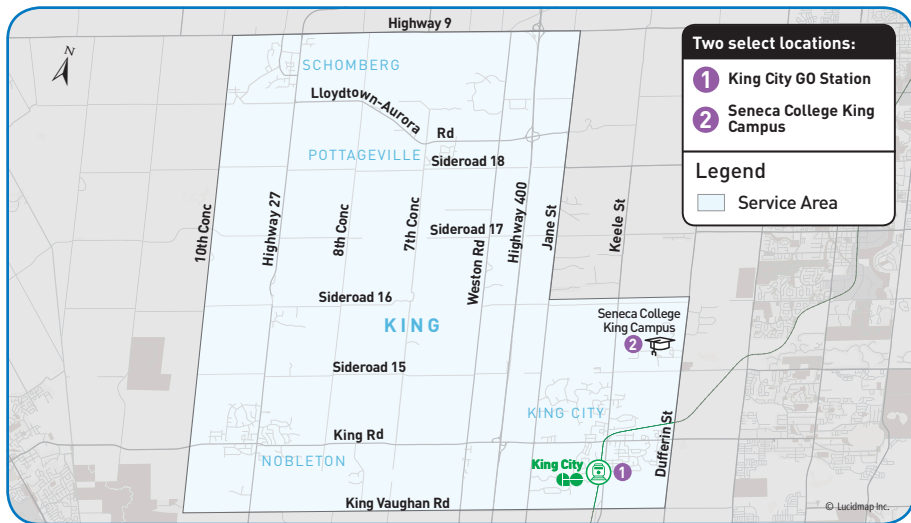 Highway 9
N
SCHOMBERG
Lloydtown-Aurora
Rd
POTTAGEVILLE
Sideroad 18
10th Conc
Highway 27
8th Conc
7th Conc
Sideroad 17
Weston Rd
Highway 400
Jane St
Keele St
Sideroad 16
KING
Seneca College
King Campus
2
Sideroad 15
KING CITY
Dufferin St
King Rd
NOBLETON
King City
GO
1
King Vaughan Rd
Two select locations:
1 King City GO Station
2 Seneca College King
Campus
Legend
Service Area
© Lucidmap Inc.